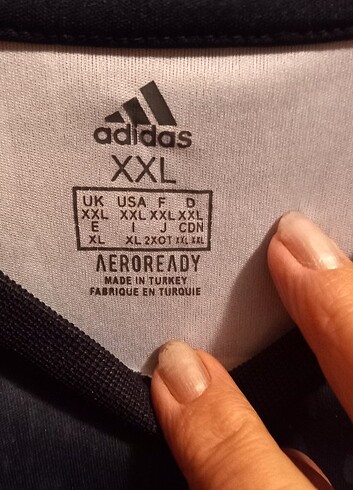 adidas
XXL
UK USA F D
XXL XXL XXL XXL
E I J CDN
XL XL 2XOT XXL XXL
AEROREADY
MADE IN TURKEY
FABRIQUE EN TURQUIE